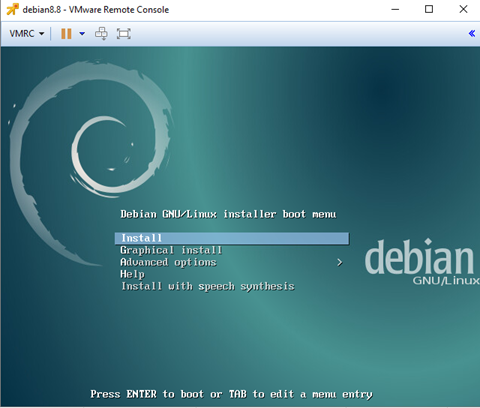 debian8.8 - VMware Remote Console
VMRC
Debian GNU/Linux installer boot menu
Install
Graphical install
Advanced options >
Help
Install with speech synthesis
debian
GNU/Linux
Press ENTER to boot or TAB to edit a menu entry